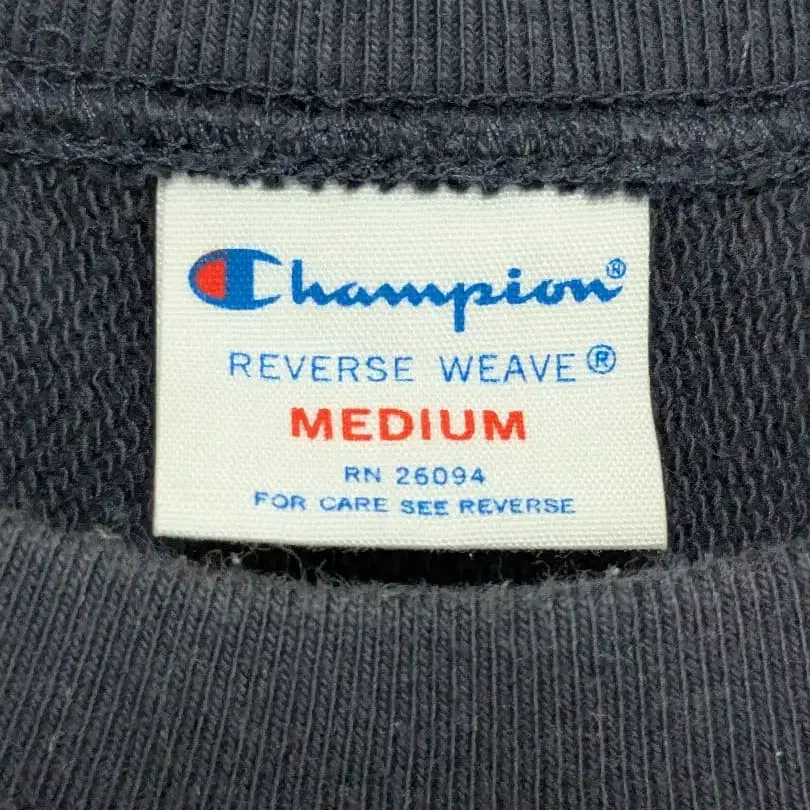 Champion®
REVERSE WEAVE®
MEDIUM
RN 26094
FOR CARE SEE REVERSE